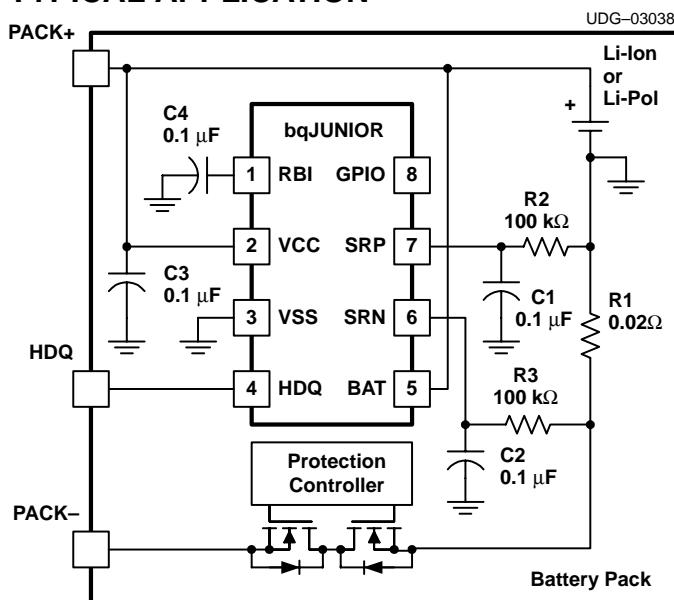 UDG–03038
PACK+
Li-Ion
or
Li-Pol
+
C4
0.1 μF
bqJUNIOR
1 RBI GPIO 8
R2
100 kΩ
2 VCC SRP 7
C3
0.1 μF
C1
0.1 μF
R1
0.02Ω
3 VSS SRN 6
HDQ
R3
100 kΩ
4 HDQ BAT 5
C2
0.1 μF
Protection
Controller
PACK–
Battery Pack